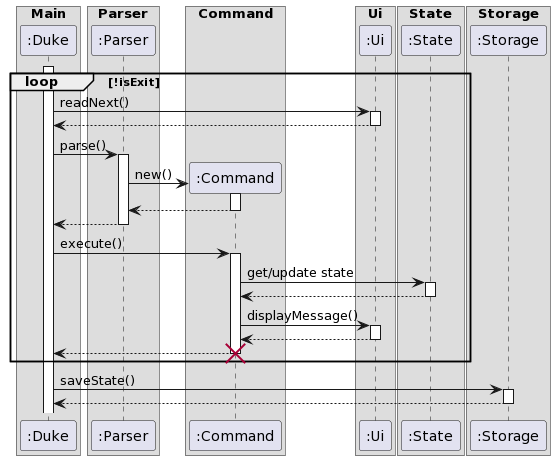 Main Parser Command Ui State Storage
:Duke :Parser :Ui :State :Storage
loop [!isExit]
readNext()
parse()
new()
:Command
execute()
get/update state
displayMessage()
saveState()
:Duke :Parser :Command :Ui :State :Storage